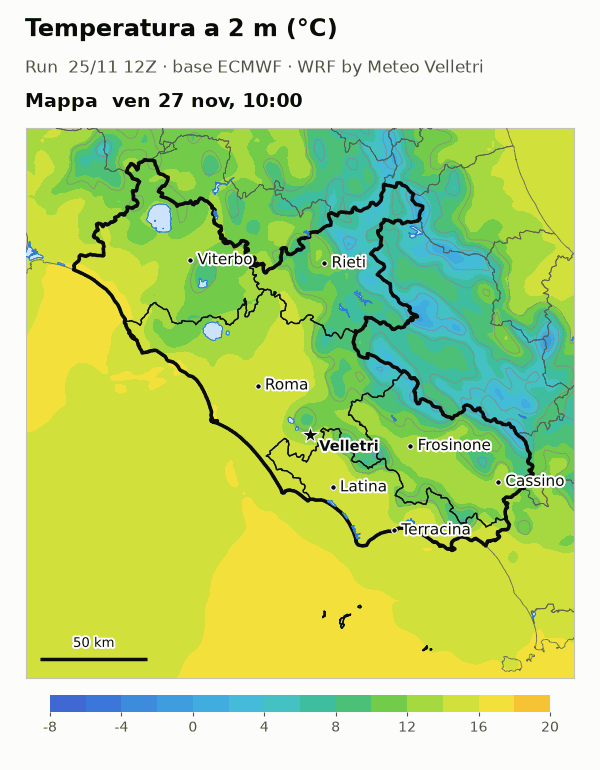 Temperatura a 2 m (°C)
Run 25/11 12Z · base ECMWF · WRF by Meteo Velletri
Mappa ven 27 nov, 10:00
Viterbo
Rieti
Roma
Velletri
Frosinone
Cassino
Latina
Terracina
50 km
-8 -4 0 4 8 12 16 20